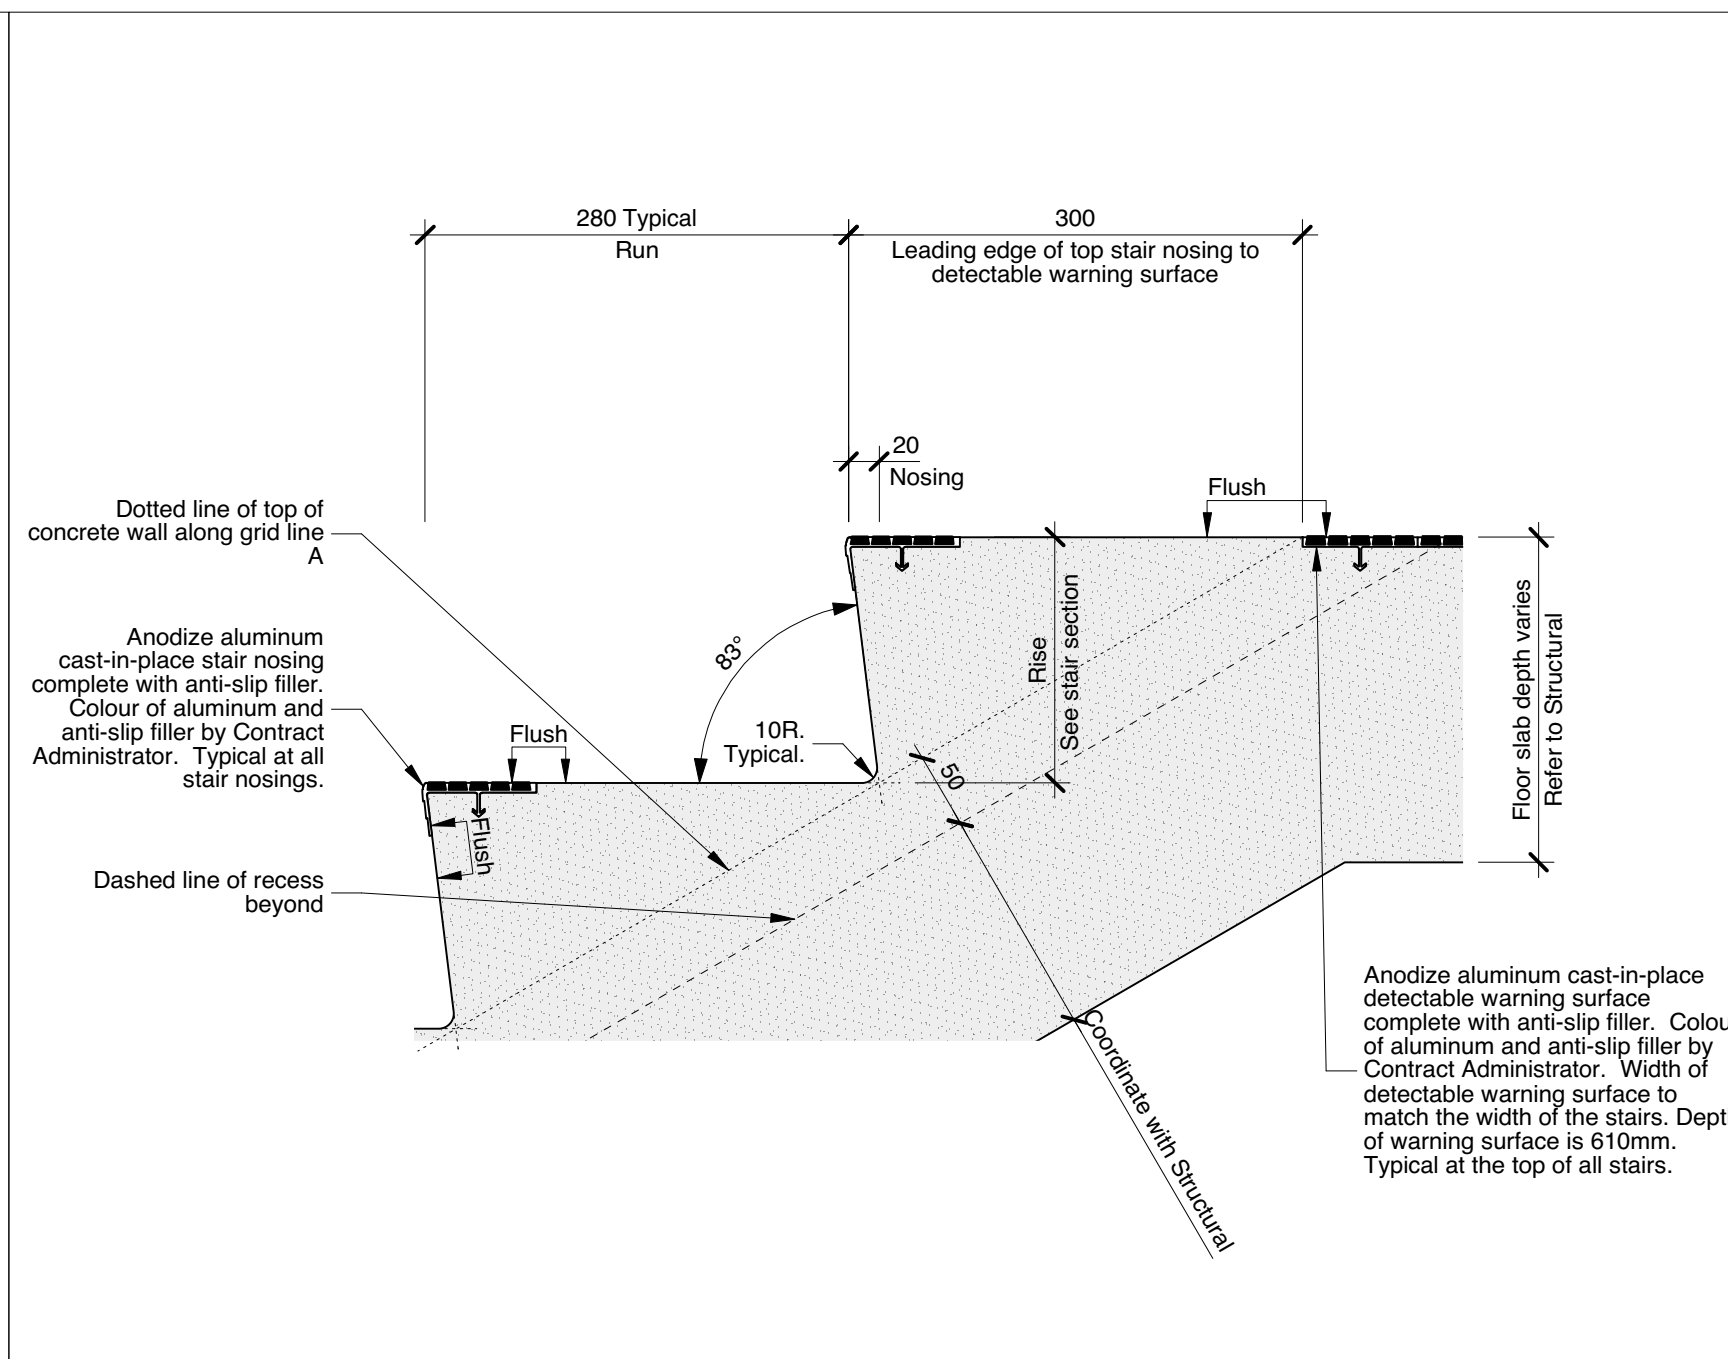 280 Typical
Run
300
Leading edge of top stair nosing to
detectable warning surface
20
Nosing
Flush
Dotted line of top of
concrete wall along grid line
A
Anodize aluminum
cast-in-place stair nosing
complete with anti-slip filler.
Colour of aluminum and
anti-slip filler by Contract
Administrator. Typical at all
stair nosings.
Flush
83°
10R.
Typical.
Rise
See stair section
Floor slab depth varies
Refer to Structural
50
Flush
Dashed line of recess
beyond
Coordinate with Structural
Anodize aluminum cast-in-place
detectable warning surface
complete with anti-slip filler. Colou
of aluminum and anti-slip filler by
Contract Administrator. Width of
detectable warning surface to
match the width of the stairs. Dept
of warning surface is 610mm.
Typical at the top of all stairs.